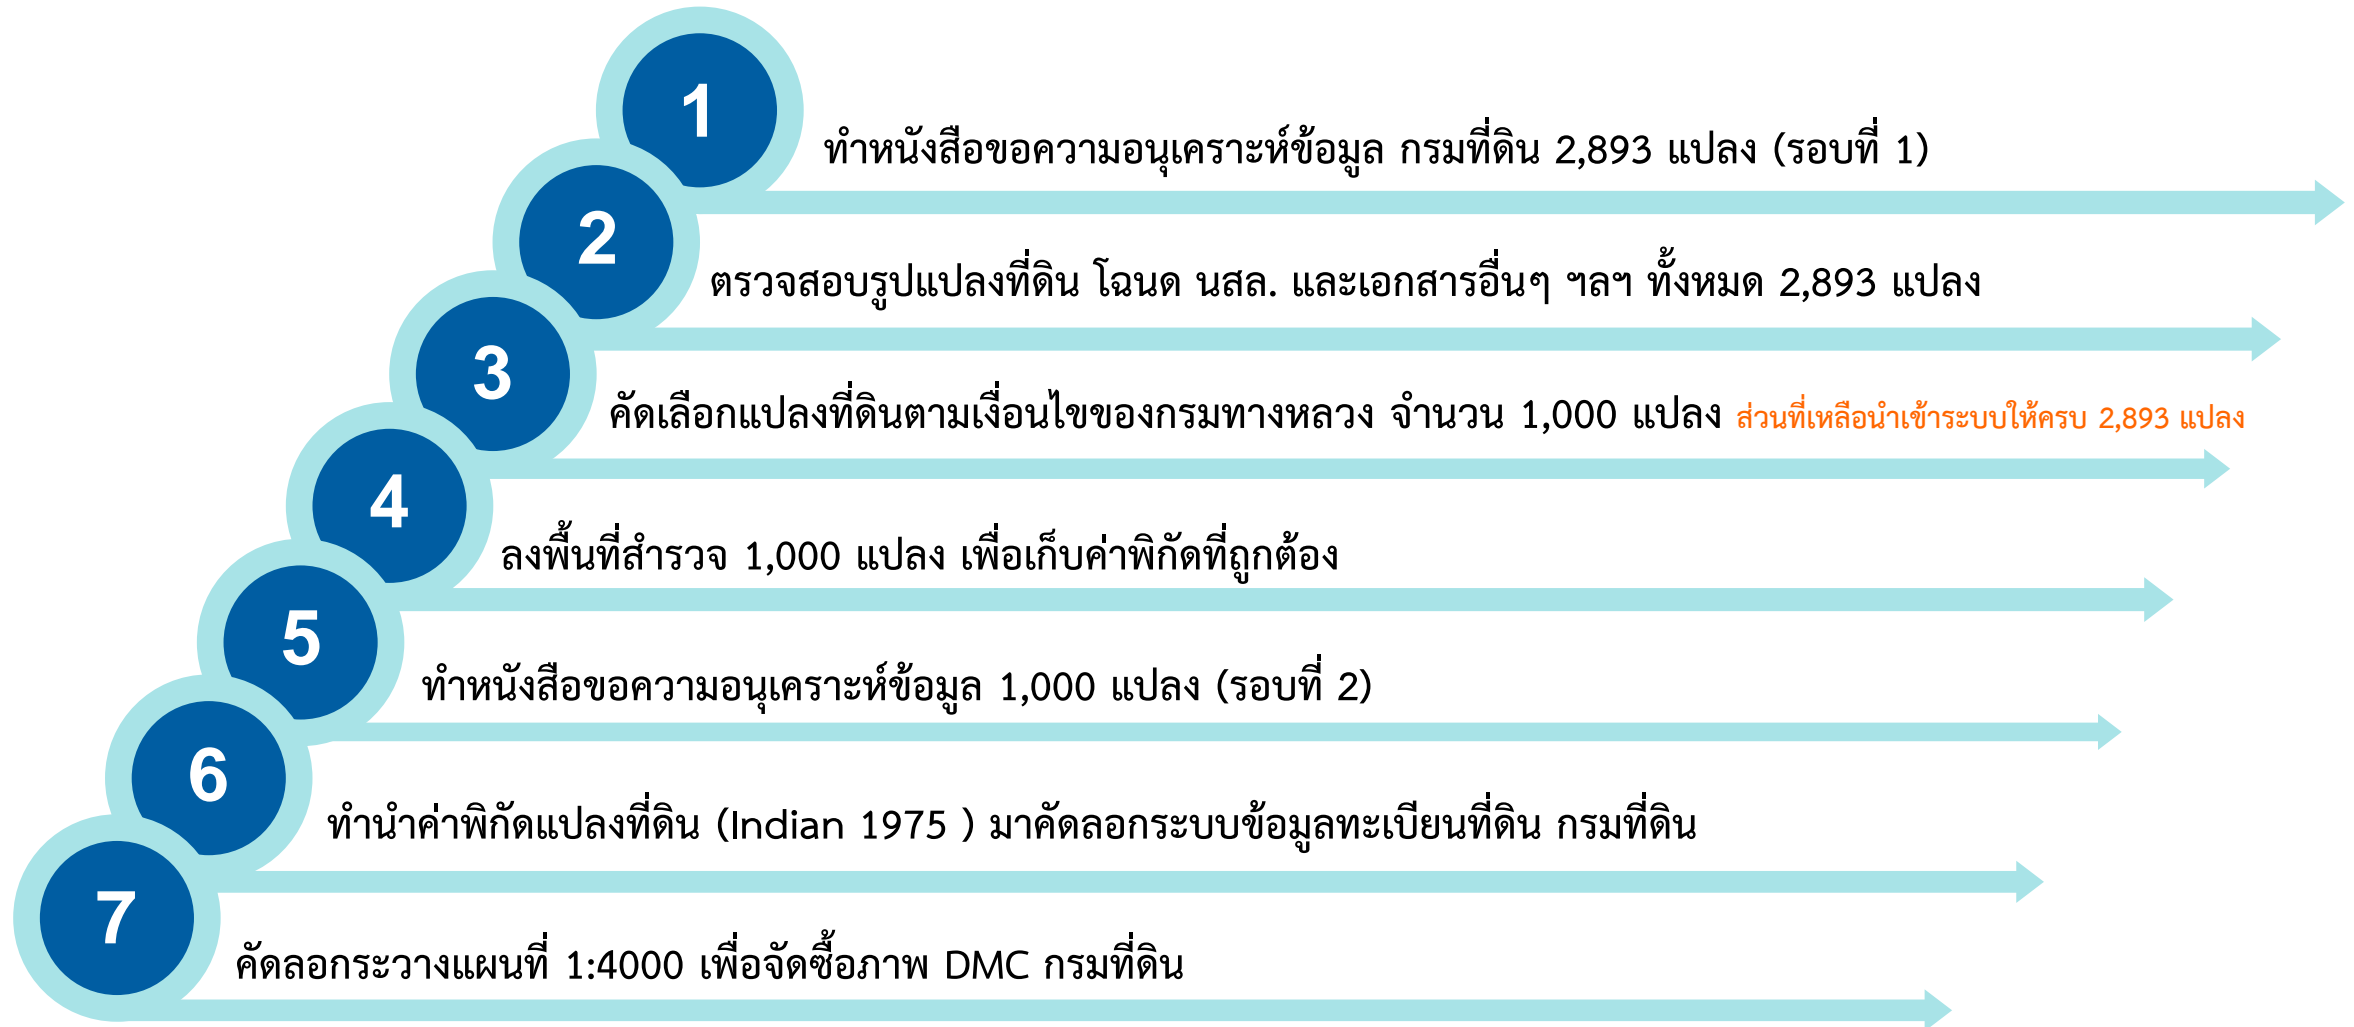 1
ทำหนังสือขอความอนุเคราะห์ข้อมูล กรมที่ดิน 2,893 แปลง (รอบที่ 1)
2
ตรวจสอบรูปแปลงที่ดิน โฉนด นสล. และเอกสารอื่นๆ ฯลฯ ทั้งหมด 2,893 แปลง
3
คัดเลือกแปลงที่ดินตามเงื่อนไขของกรมทางหลวง จำนวน 1,000 แปลง ส่วนที่เหลือนำเข้าระบบให้ครบ 2,893 แปลง
4
ลงพื้นที่สำรวจ 1,000 แปลง เพื่อเก็บค่าพิกัดที่ถูกต้อง
5
ทำหนังสือขอความอนุเคราะห์ข้อมูล 1,000 แปลง (รอบที่ 2)
6
ทำนำค่าพิกัดแปลงที่ดิน (Indian 1975 ) มาคัดลอกระบบข้อมูลทะเบียนที่ดิน กรมที่ดิน
7
คัดลอกระวางแผนที่ 1:4000 เพื่อจัดซื้อภาพ DMC กรมที่ดิน